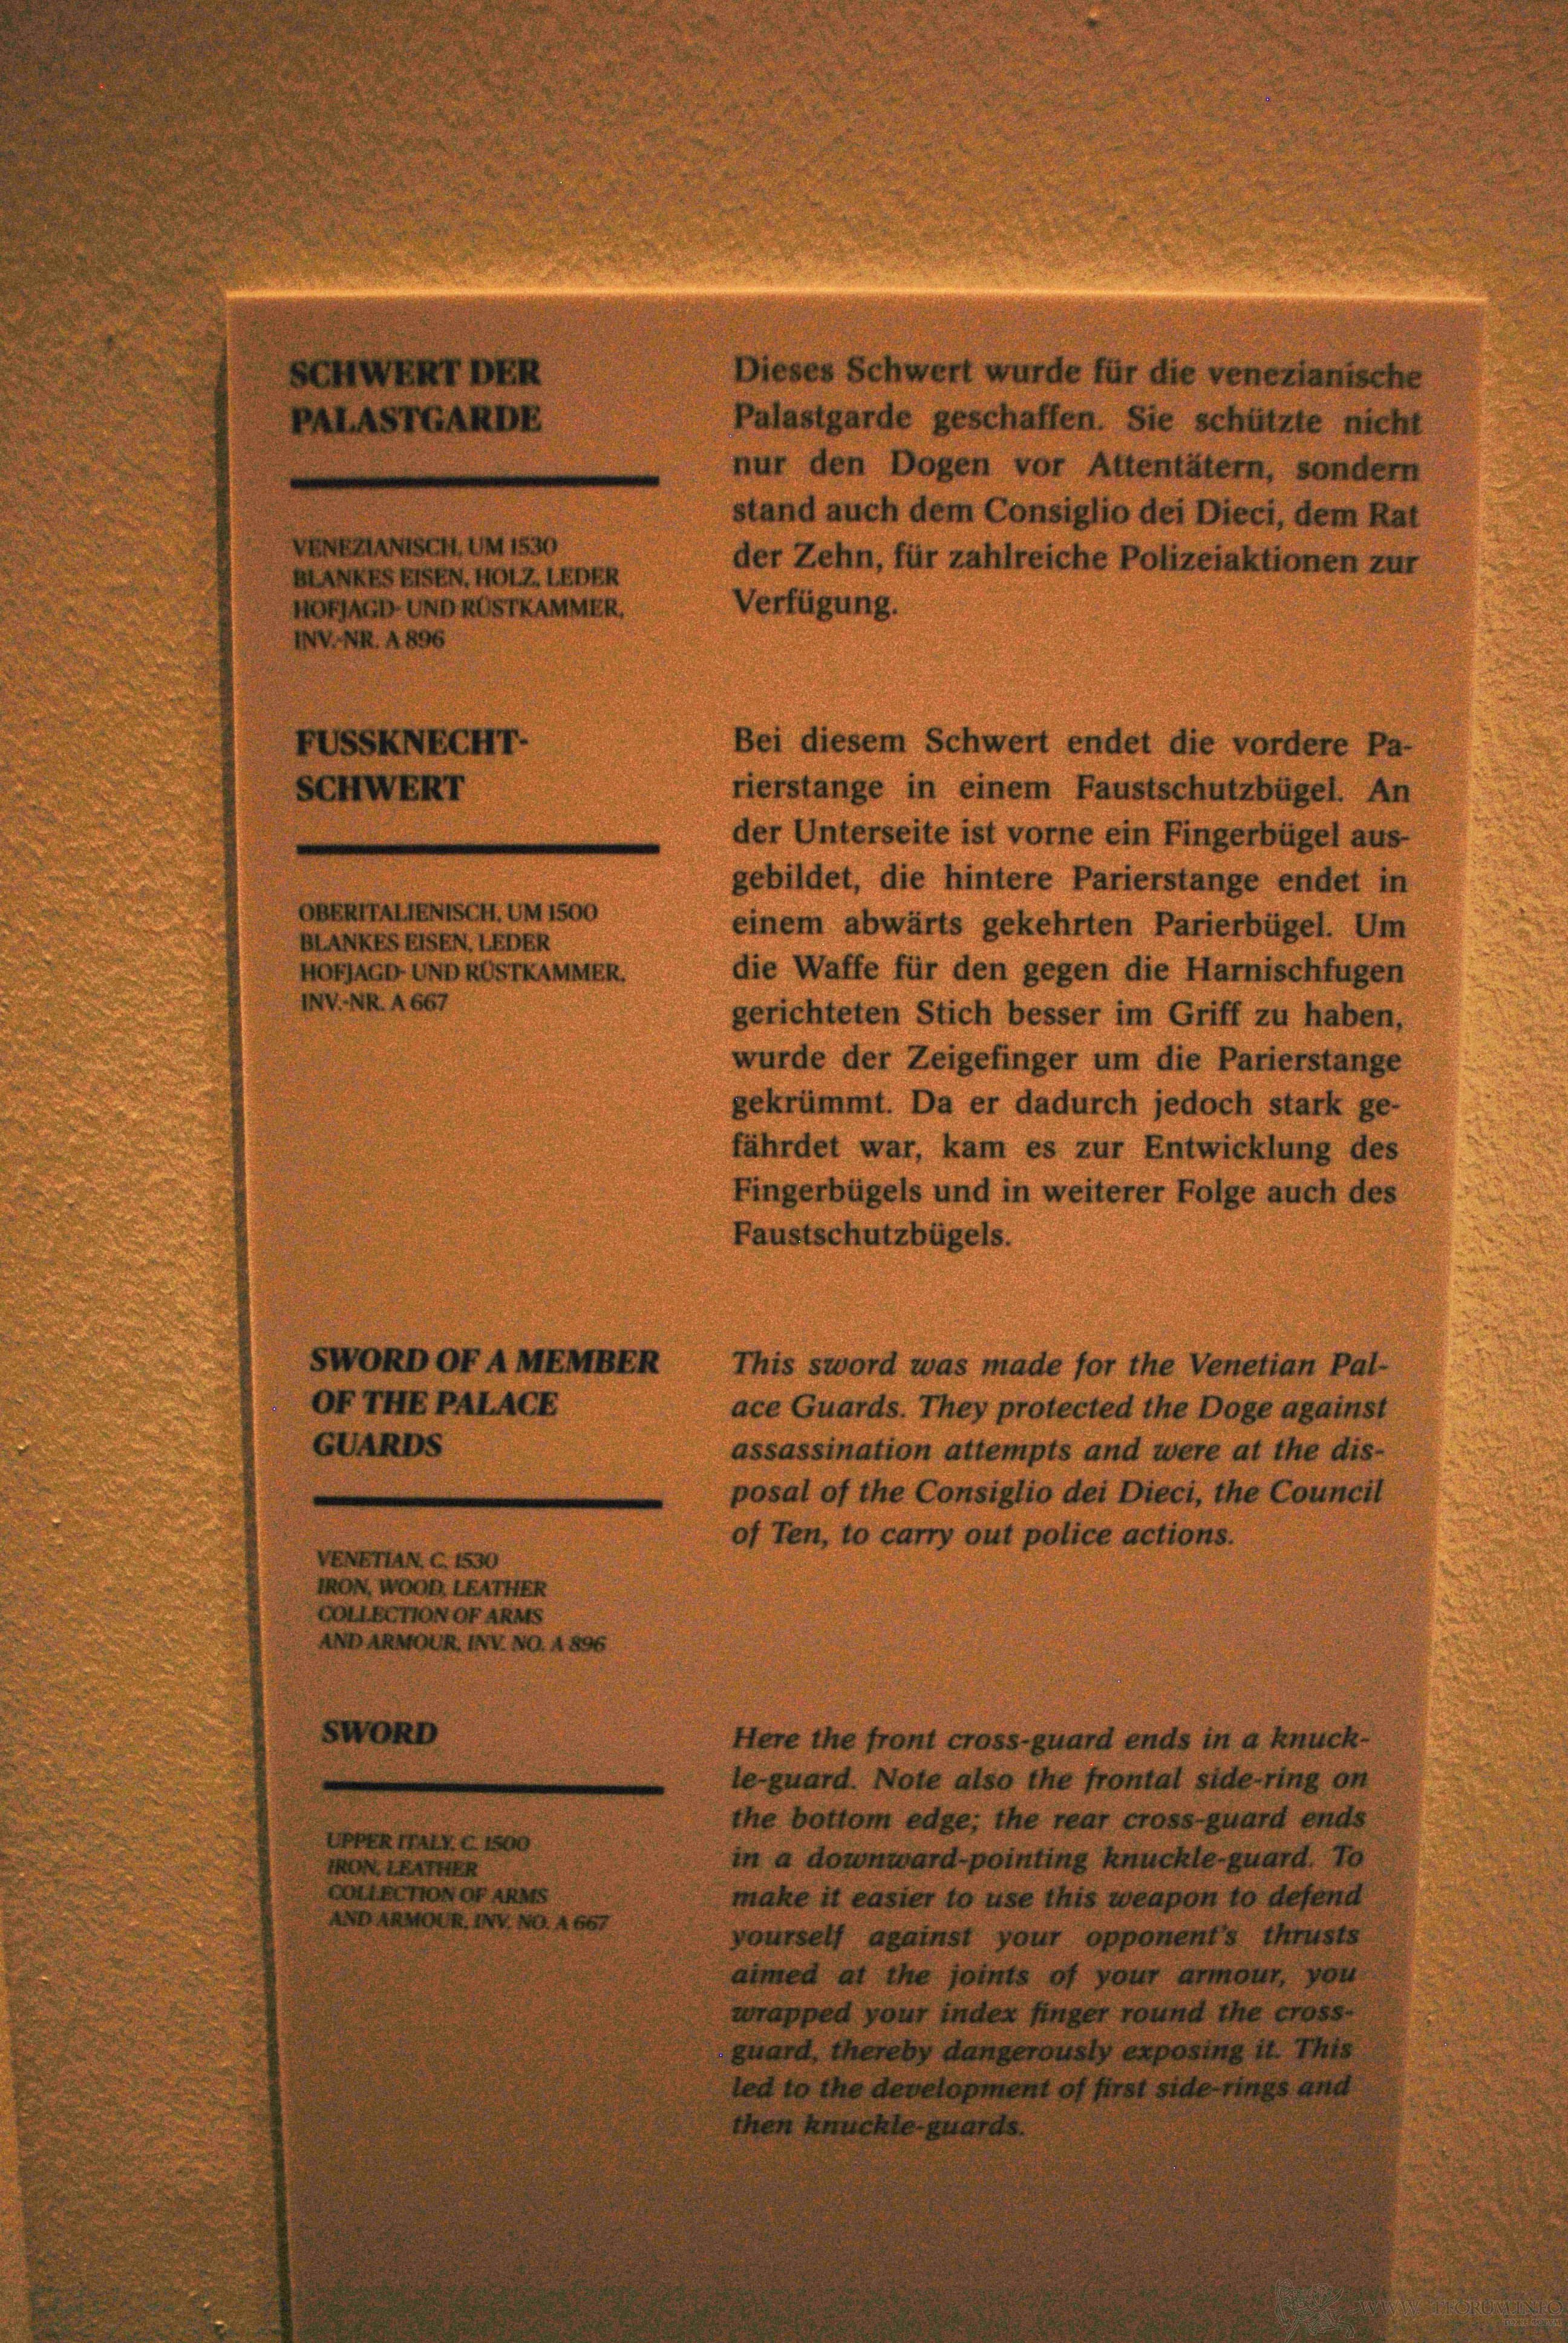 SCHWERT DER
PALASTGARDE
VENEZIANISCH, UM 1530
BLANKES EISEN, HOLZ, LEDER
HOFJAGD- UND RÜSTKAMMER,
INV.-NR. A 896
Dieses Schwert wurde für die venezianische
Palastgarde geschaffen. Sie schützte nicht
nur den Dogen vor Attentätern, sondern
stand auch dem Consiglio dei Dieci, dem Rat
der Zehn, für zahlreiche Polizeiaktionen zur
Verfügung.
FUSSKNECHT-
SCHWERT
OBERITALIENISCH, UM 1500
BLANKES EISEN, LEDER
HOFJAGD- UND RÜSTKAMMER,
INV.-NR. A 667
Bei diesem Schwert endet die vordere Pa-
rierstange in einem Faustschutzbügel. An
der Unterseite ist vorne ein Fingerbügel aus-
gebildet, die hintere Parierstange endet in
einem abwärts gekehrten Parierbügel. Um
die Waffe für den gegen die Harnischfugen
gerichteten Stich besser im Griff zu haben,
wurde der Zeigefinger um die Parierstange
gekrümmt. Da er dadurch jedoch stark ge-
fährdet war, kam es zur Entwicklung des
Fingerbügels und in weiterer Folge auch des
Faustschutzbügels.
SWORD OF A MEMBER
OF THE PALACE
GUARDS
VENETIAN, C. 1530
IRON, WOOD, LEATHER
COLLECTION OF ARMS
AND ARMOUR, INV. NO. A 896
This sword was made for the Venetian Pal-
ace Guards. They protected the Doge against
assassination attempts and were at the dis-
posal of the Consiglio dei Dieci, the Council
of Ten, to carry out police actions.
SWORD
UPPER ITALY, C. 1500
IRON, LEATHER
COLLECTION OF ARMS
AND ARMOUR, INV. NO. A 667
Here the front cross-guard ends in a knuck-
le-guard. Note also the frontal side-ring on
the bottom edge; the rear cross-guard ends
in a downward-pointing knuckle-guard. To
make it easier to use this weapon to defend
yourself against your opponent's thrusts
aimed at the joints of your armour, you
wrapped your index finger round the cross-
guard, thereby dangerously exposing it. This
led to the development of first side-rings and
then knuckle-guards.